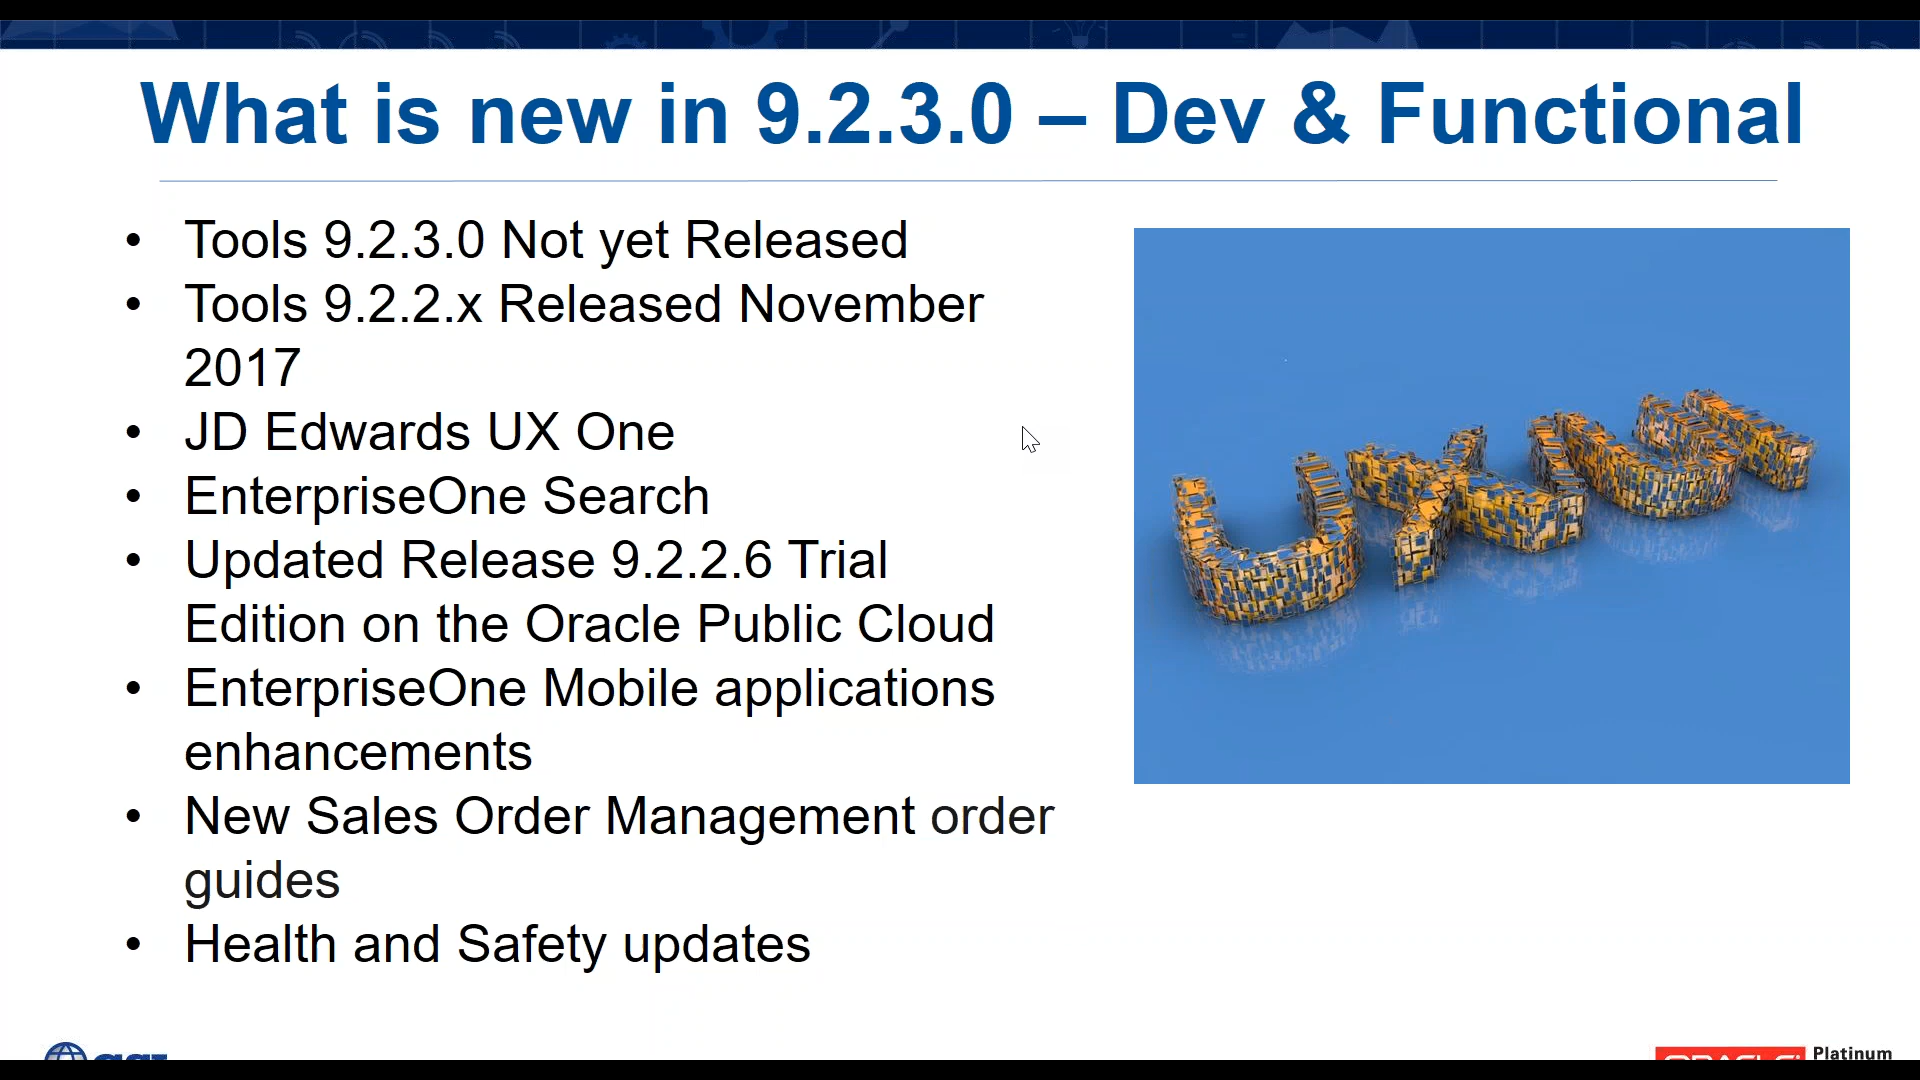 What is new in 9.2.3.0 – Dev & Functional
• Tools 9.2.3.0 Not yet Released
• Tools 9.2.2.x Released November
2017
• JD Edwards UX One
• EnterpriseOne Search
• Updated Release 9.2.2.6 Trial
Edition on the Oracle Public Cloud
• EnterpriseOne Mobile applications
enhancements
• New Sales Order Management order
guides
• Health and Safety updates
ORACLE Platinum